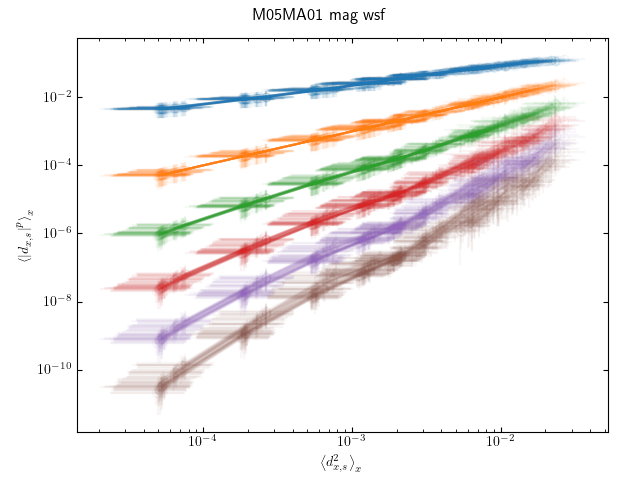 M05MA01 mag wsf
10⁻²
10⁻⁴
10⁻⁶
10⁻⁸
10⁻¹⁰
⟨|d_{x,s}|^p⟩_x
10⁻⁴ 10⁻³ 10⁻²
⟨d²_{x,s}⟩_x